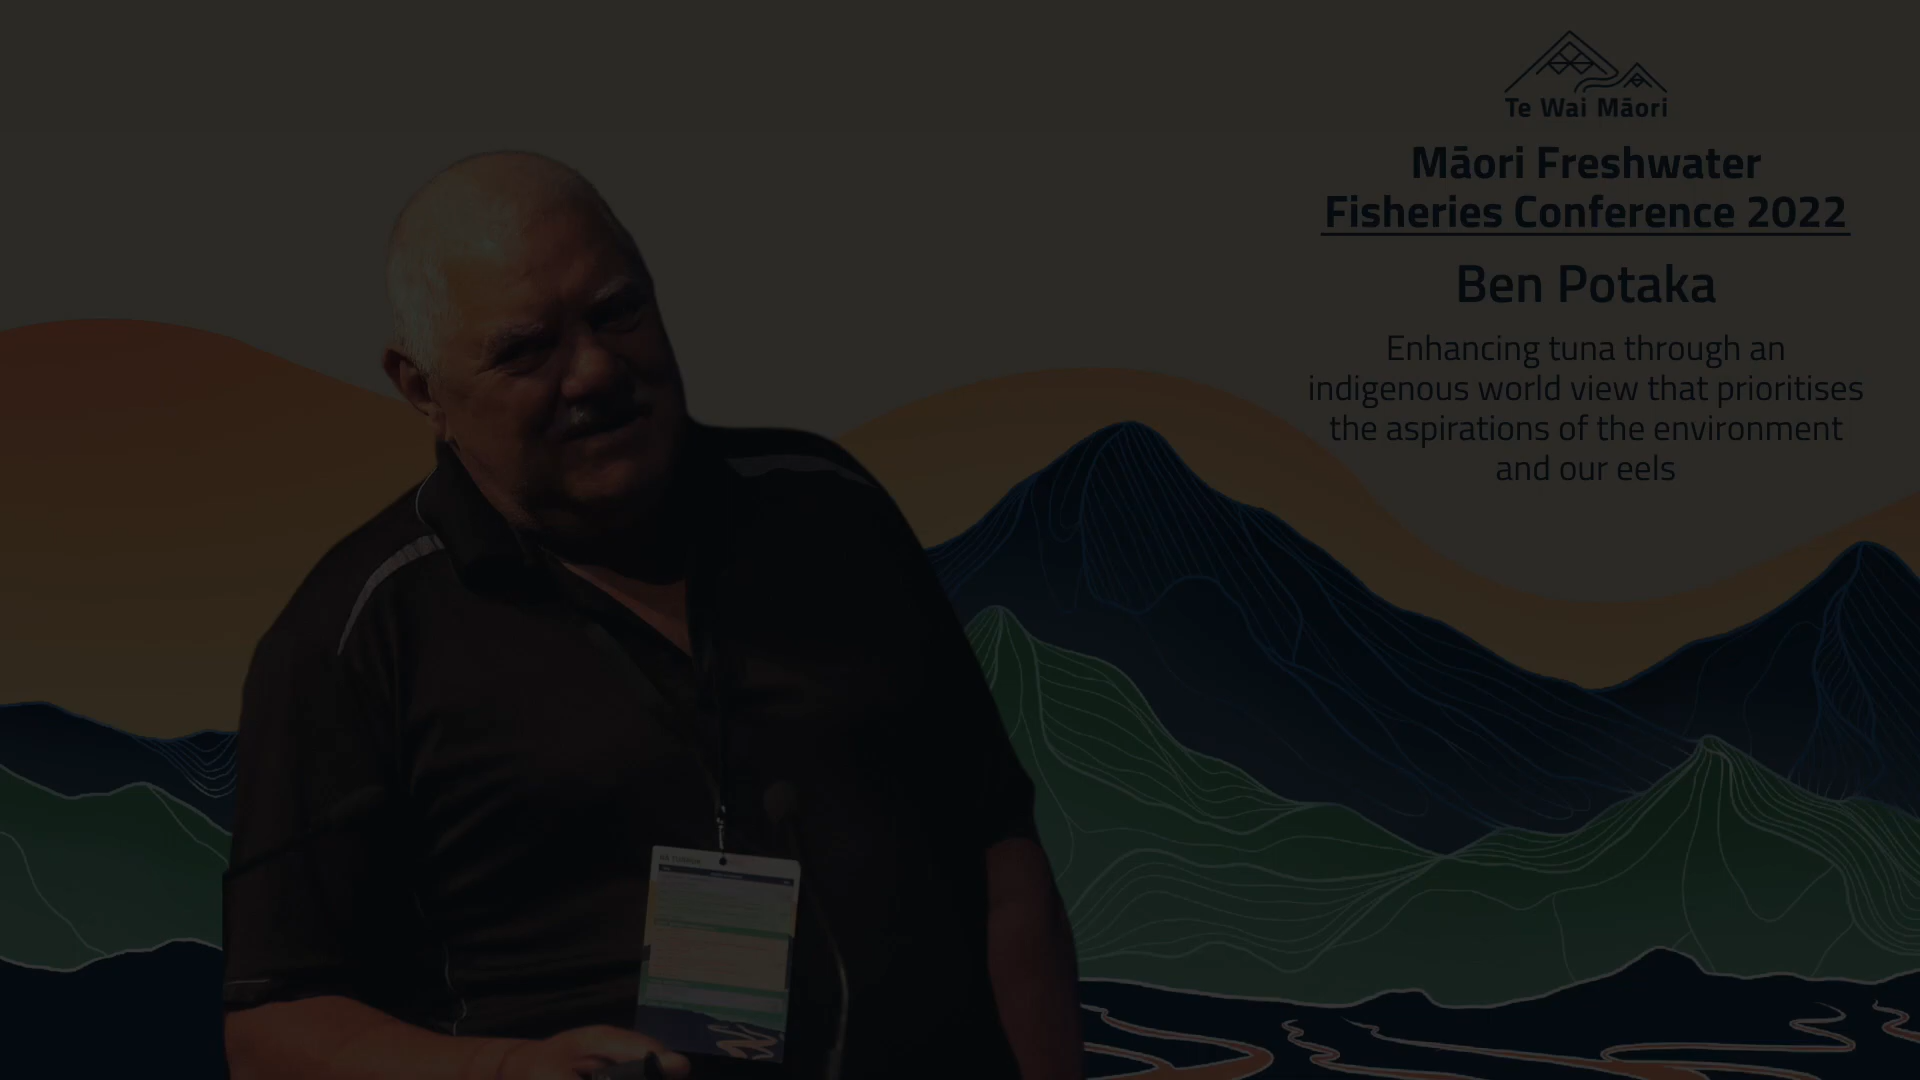 Te Wai Māori
Māori Freshwater
Fisheries Conference 2022
Ben Potaka
Enhancing tuna through an
indigenous world view that prioritises
the aspirations of the environment
and our eels